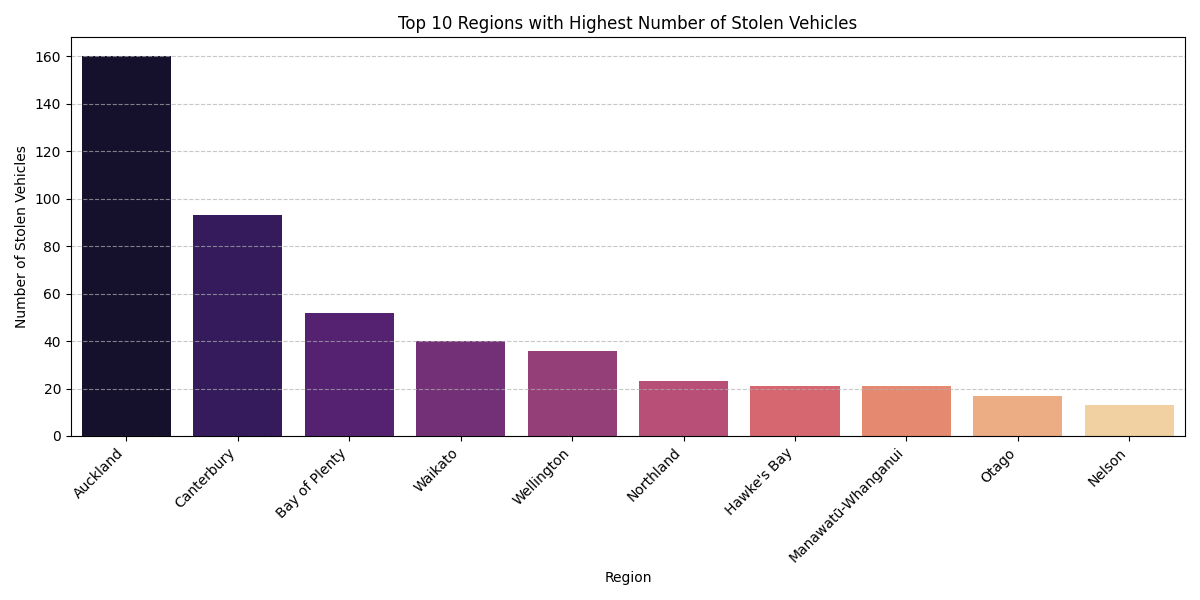 Top 10 Regions with Highest Number of Stolen Vehicles
Number of Stolen Vehicles
160
140
120
100
80
60
40
20
0
Auckland
Canterbury
Bay of Plenty
Waikato
Wellington
Northland
Hawke's Bay
Manawatū-Whanganui
Otago
Nelson
Region